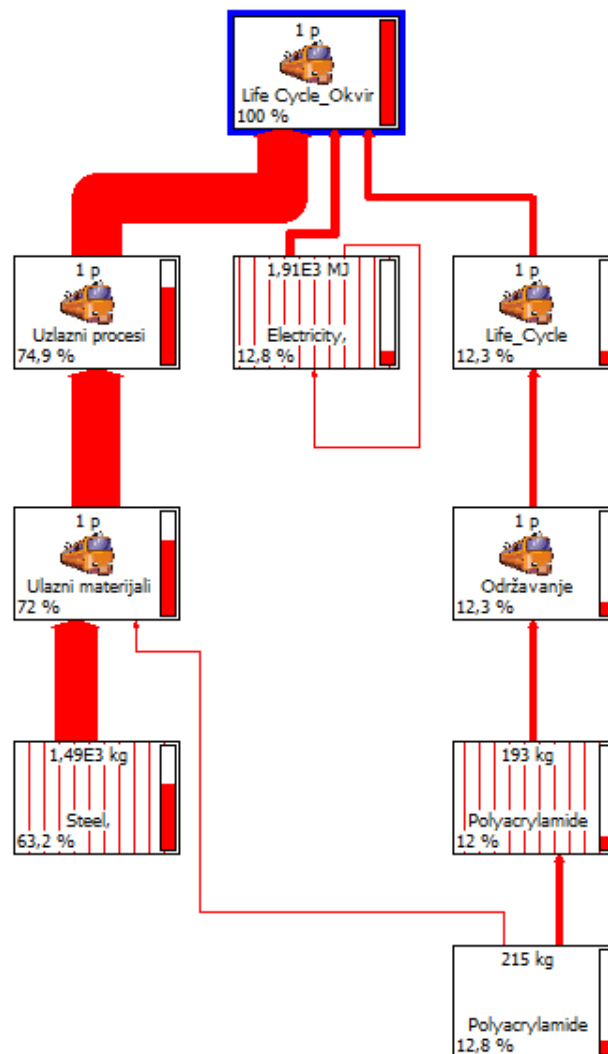 1 p
Life Cycle_Okvir
100 %
1 p
Uzlazni procesi
74,9 %
1,91E3 MJ
Electricity,
12,8 %
1 p
Life_Cycle
12,3 %
1 p
Ulazni materijali
72 %
1 p
Održavanje
12,3 %
1,49E3 kg
Steel,
63,2 %
193 kg
Polyacrylamide
12 %
215 kg
Polyacrylamide
12,8 %